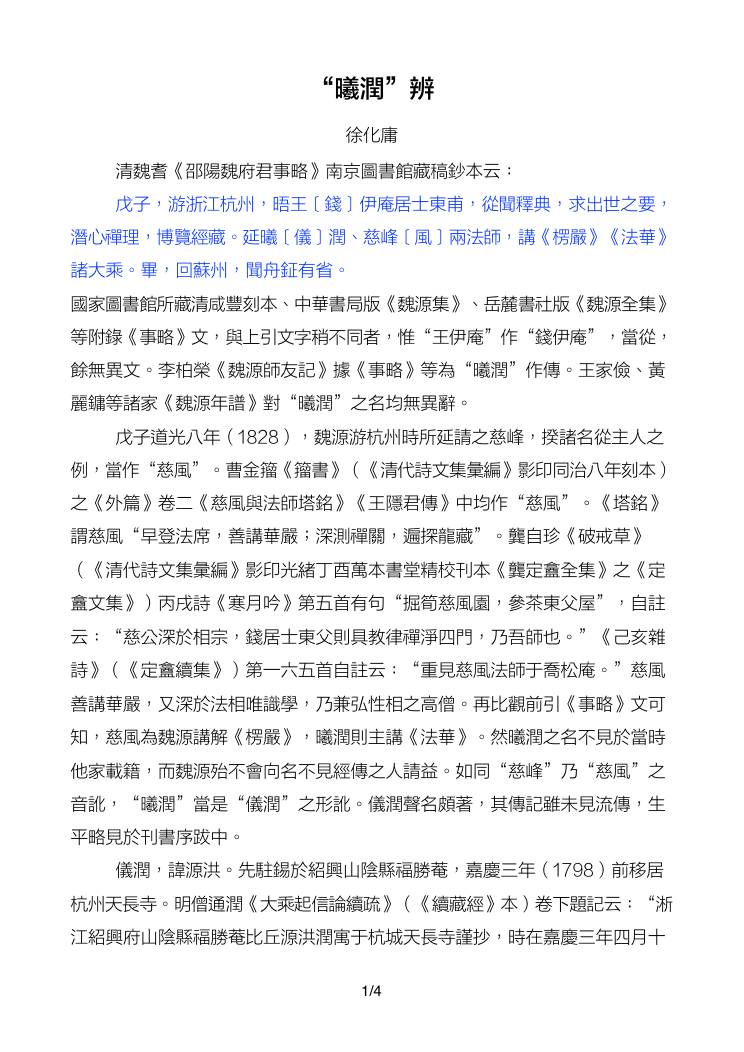 “曦潤”辨
徐化庸
清魏耆《邵陽魏府君事略》南京圖書館藏稿鈔本云：
戊子，游浙江杭州，晤王〔錢〕伊庵居士東甫，從聞釋典，求出世之要，
潛心禪理，博覽經藏。延曦〔儀〕潤、慈峰〔風〕兩法師，講《楞嚴》《法華》
諸大乘。畢，回蘇州，聞舟鉦有省。
國家圖書館所藏清咸豐刻本、中華書局版《魏源集》、岳麓書社版《魏源全集》
等附錄《事略》文，與上引文字稍不同者，惟“王伊庵”作“錢伊庵”，當從，
餘無異文。李柏榮《魏源師友記》據《事略》等為“曦潤”作傳。王家儉、黃
麗鏞等諸家《魏源年譜》對“曦潤”之名均無異辭。
戊子道光八年（1828），魏源游杭州時所延請之慈峰，揆諸名從主人之
例，當作“慈風”。曹金籀《籀書》（《清代詩文集彙編》影印同治八年刻本）
之《外篇》卷二《慈風與法師塔銘》《王隱君傳》中均作“慈風”。《塔銘》
謂慈風“早登法席，善講華嚴；深測禪關，遍探龍藏”。龔自珍《破戒草》
（《清代詩文集彙編》影印光緒丁酉萬本書堂精校刊本《龔定盦全集》之《定
盦文集》）丙戌詩《寒月吟》第五首有句“掘筍慈風園，參茶東父屋”，自註
云：“慈公深於相宗，錢居士東父則具教律禪淨四門，乃吾師也。”《己亥雜
詩》（《定盦續集》）第一六五首自註云：“重見慈風法師于喬松庵。”慈風
善講華嚴，又深於法相唯識學，乃兼弘性相之高僧。再比觀前引《事略》文可
知，慈風為魏源講解《楞嚴》，曦潤則主講《法華》。然曦潤之名不見於當時
他家載籍，而魏源殆不會向名不見經傳之人請益。如同“慈峰”乃“慈風”之
音訛，“曦潤”當是“儀潤”之形訛。儀潤聲名頗著，其傳記雖未見流傳，生
平略見於刊書序跋中。
儀潤，諱源洪。先駐錫於紹興山陰縣福勝菴，嘉慶三年（1798）前移居
杭州天長寺。明僧通潤《大乘起信論續疏》（《續藏經》本）卷下題記云：“浙
江紹興府山陰縣福勝菴比丘源洪潤寓于杭城天長寺謹抄，時在嘉慶三年四月十
1/4